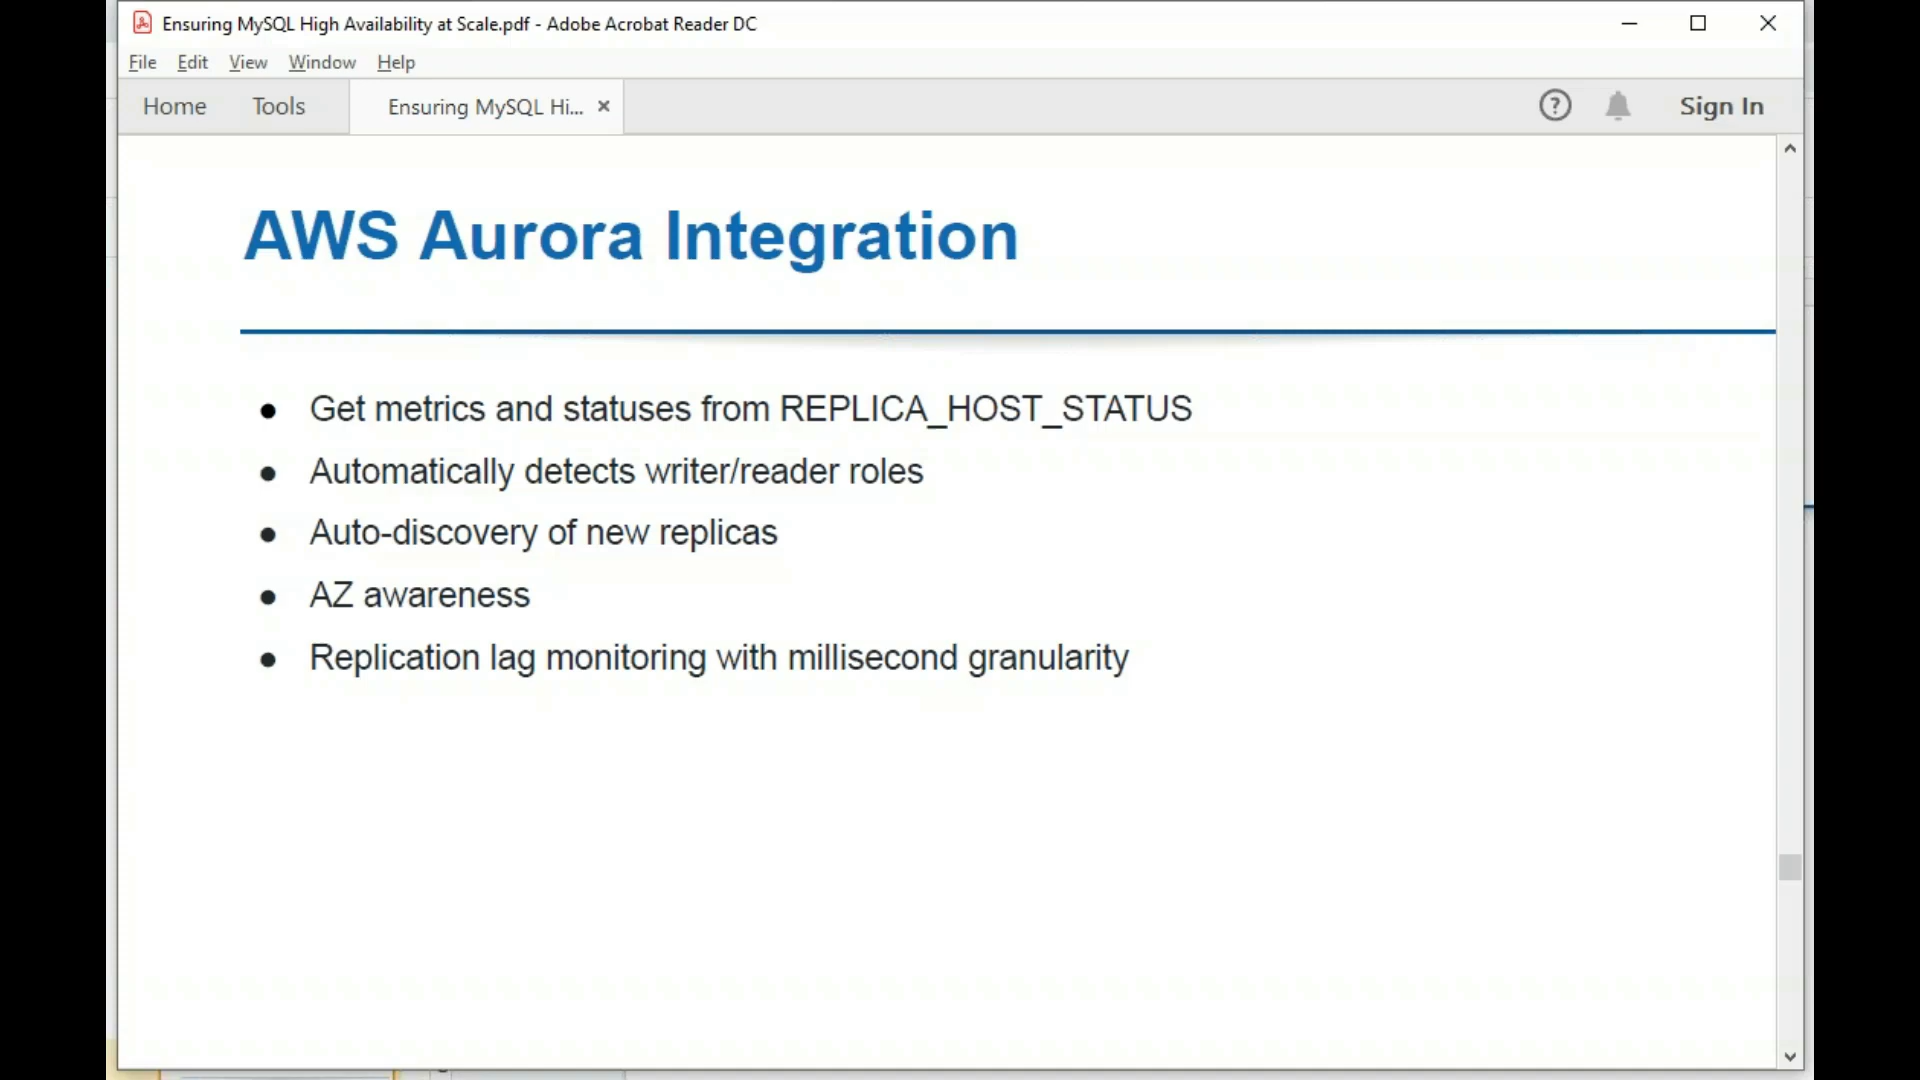 Ensuring MySQL High Availability at Scale.pdf - Adobe Acrobat Reader DC
File Edit View Window Help
Home Tools Ensuring MySQL Hi... Sign In
AWS Aurora Integration
● Get metrics and statuses from REPLICA_HOST_STATUS
● Automatically detects writer/reader roles
● Auto-discovery of new replicas
● AZ awareness
● Replication lag monitoring with millisecond granularity